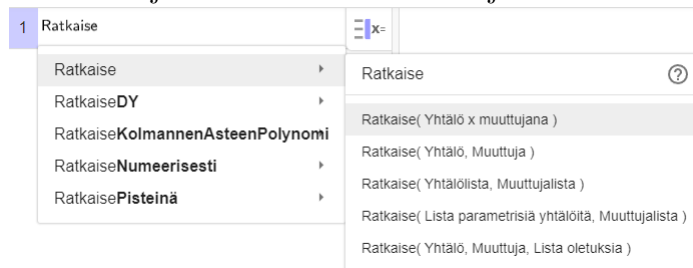 1 Ratkaise x=
Ratkaise
RatkaiseDY
RatkaiseKolmannenAsteenPolynomi
RatkaiseNumeerisesti
RatkaisePisteinä
Ratkaise ?
Ratkaise( Yhtälö x muuttujana )
Ratkaise( Yhtälö, Muuttuja )
Ratkaise( Yhtälölista, Muuttujalista )
Ratkaise( Lista parametrisiä yhtälöitä, Muuttujalista )
Ratkaise( Yhtälö, Muuttuja, Lista oletuksia )